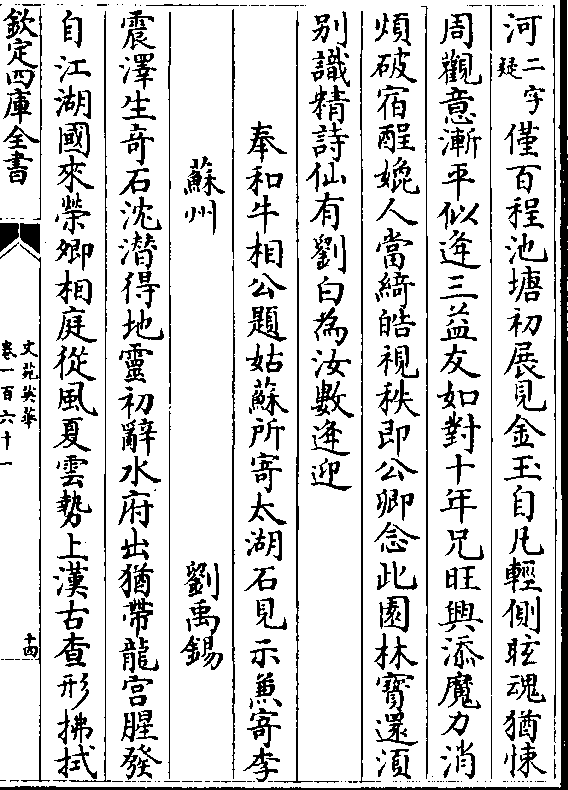 河二字疑僅百程池塘初展見金玉自凡輕側眩魂猶悚
周觀意漸平似逢三益友如對十年兄旺興添魔力消
煩破宿酲媲人當綺皓視秩即公卿念此園林寳還須
别識精詩仙有劉白為汝數逢迎
奉和牛相公題姑蘇所寄太湖石見示兼寄李
蘇州
劉禹錫
震澤生奇石沈潛得地靈初辭水府出猶帶龍宫腥發
自江湖國來榮卿相庭從風夏雲勢上漢古查形拂拭
欽定四庫全書
文苑英華
卷一百六十一
十四